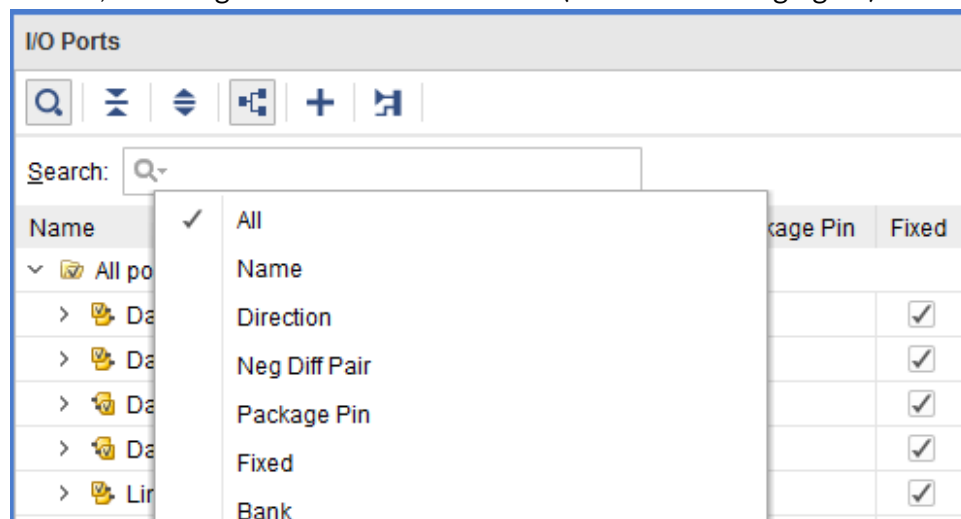 I/O Ports
Search:
Name kage Pin Fixed
All
Name
Direction
Neg Diff Pair
Package Pin
Fixed
Bank
All po
Da
Da
Da
Da
Lir